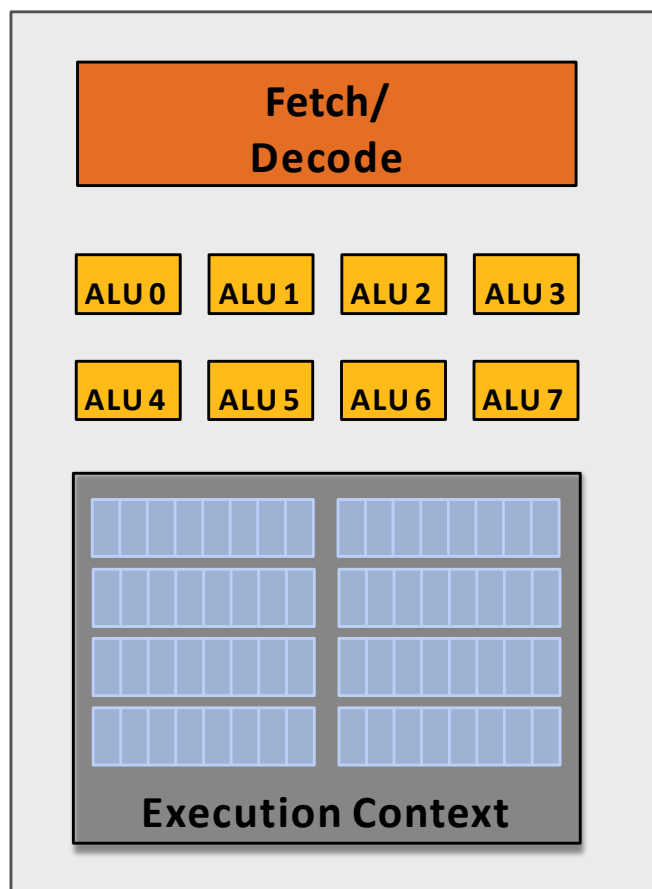 Fetch/
Decode
ALU 0 ALU 1 ALU 2 ALU 3
ALU 4 ALU 5 ALU 6 ALU 7
Execution Context